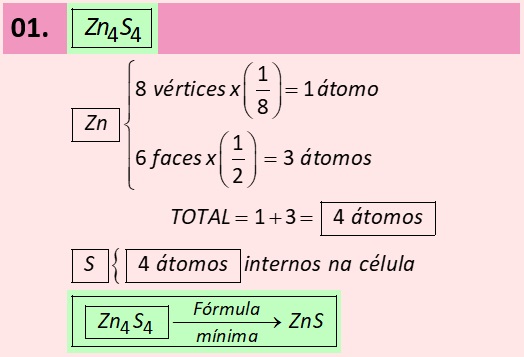 01. Zn₄S₄
Zn { 8 vértices x (1/8) = 1 átomo
6 faces x (1/2) = 3 átomos
TOTAL = 1 + 3 = 4 átomos
S { 4 átomos internos na célula
Zn₄S₄ Fórmula mínima → ZnS